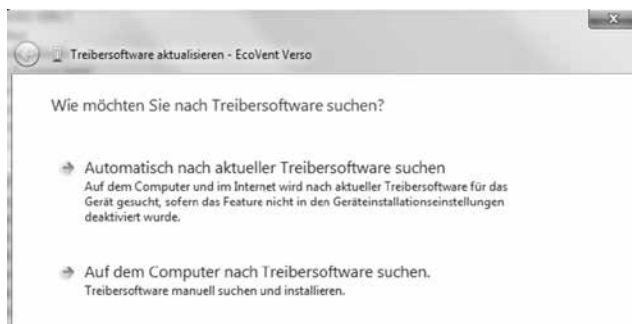 Treibersoftware aktualisieren - EcoVent Verso
Wie möchten Sie nach Treibersoftware suchen?
Automatisch nach aktueller Treibersoftware suchen
Auf dem Computer und im Internet wird nach aktueller Treibersoftware für das
Gerät gesucht, sofern das Feature nicht in den Geräteinstallationseinstellungen
deaktiviert wurde.
Auf dem Computer nach Treibersoftware suchen.
Treibersoftware manuell suchen und installieren.